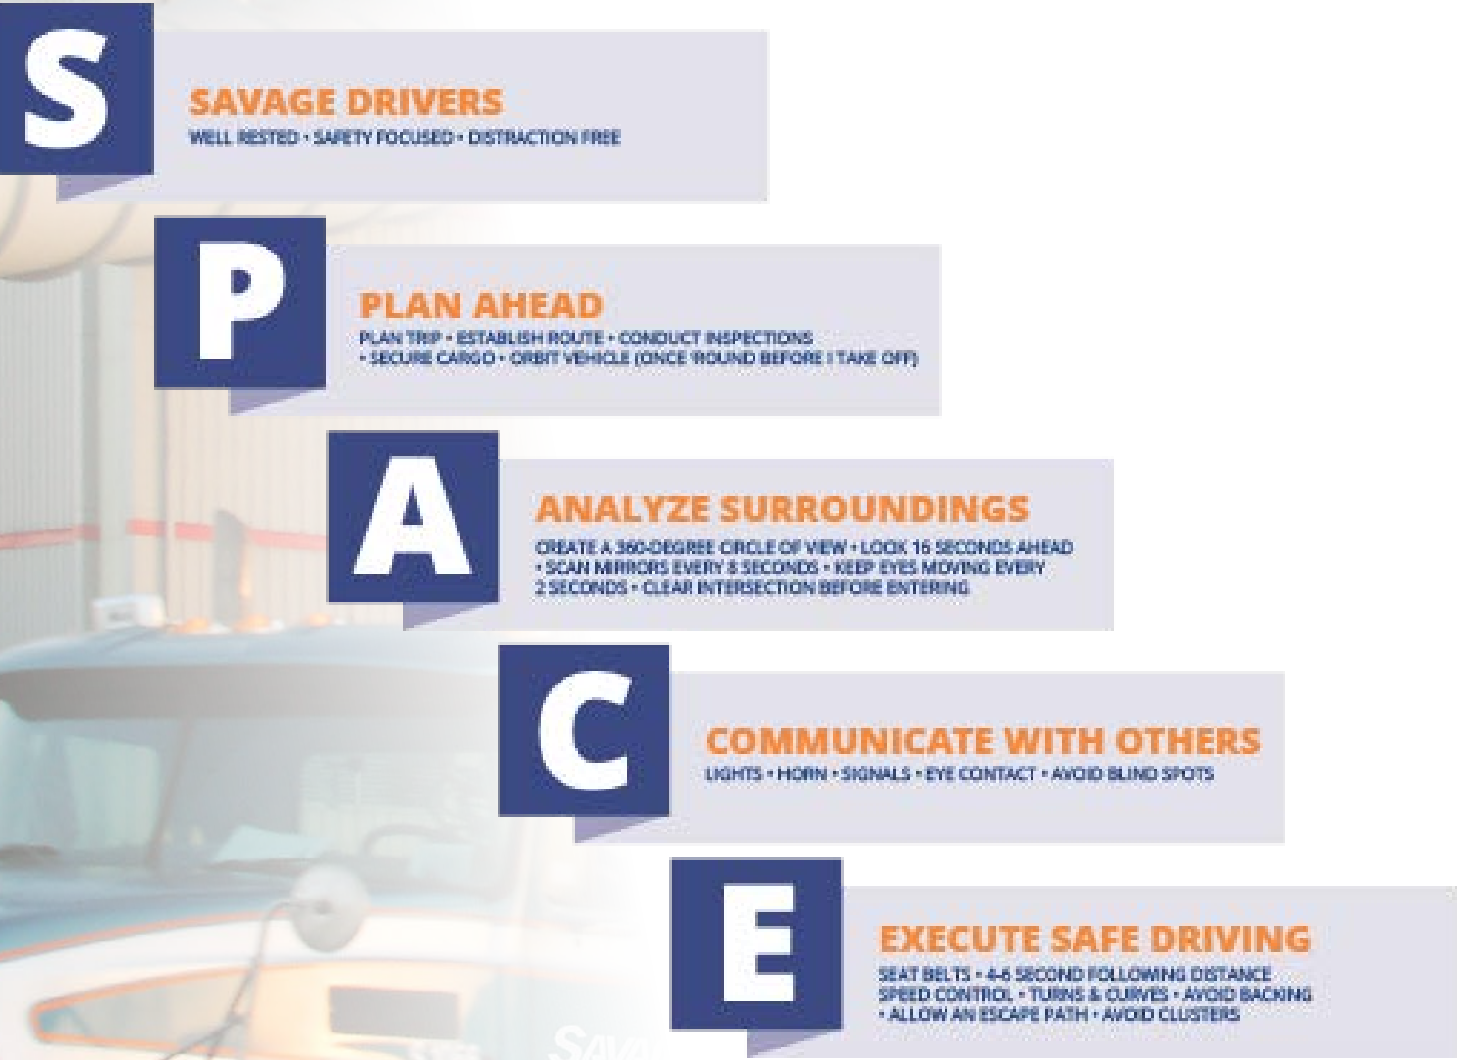 S
SAVAGE DRIVERS
WELL RESTED • SAFETY FOCUSED • DISTRACTION FREE
P
PLAN AHEAD
PLAN TRIP • ESTABLISH ROUTE • CONDUCT INSPECTIONS
• SECURE CARGO • ORBIT VEHICLE (ONCE 'ROUND BEFORE I TAKE OFF)
A
ANALYZE SURROUNDINGS
CREATE A 360-DEGREE CIRCLE OF VIEW • LOOK 16 SECONDS AHEAD
• SCAN MIRRORS EVERY 8 SECONDS • KEEP EYES MOVING EVERY
2 SECONDS • CLEAR INTERSECTION BEFORE ENTERING
C
COMMUNICATE WITH OTHERS
LIGHTS • HORN • SIGNALS • EYE CONTACT • AVOID BLIND SPOTS
E
EXECUTE SAFE DRIVING
SEAT BELTS • 4-6 SECOND FOLLOWING DISTANCE
SPEED CONTROL • TURNS & CURVES • AVOID BACKING
• ALLOW AN ESCAPE PATH • AVOID CLUSTERS